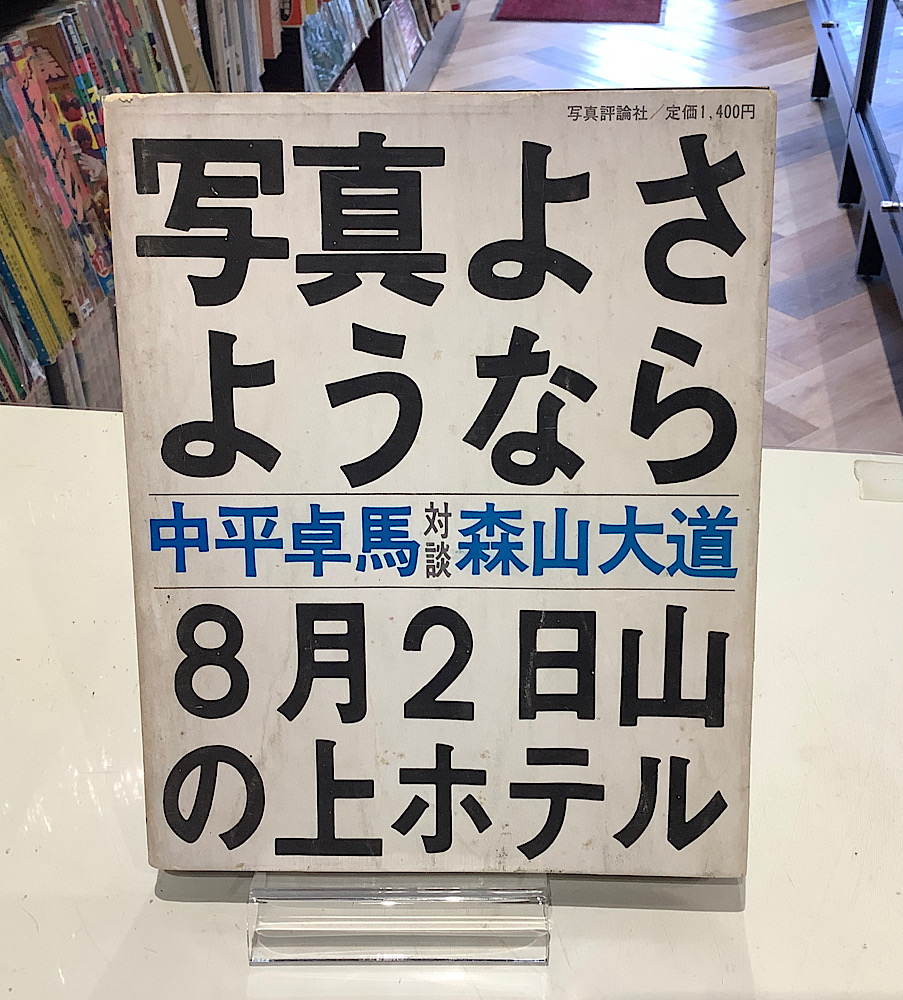 写真評論社／定価1,400円
写真よさ
ようなら
中平卓馬対談森山大道
8月2日山
の上ホテル